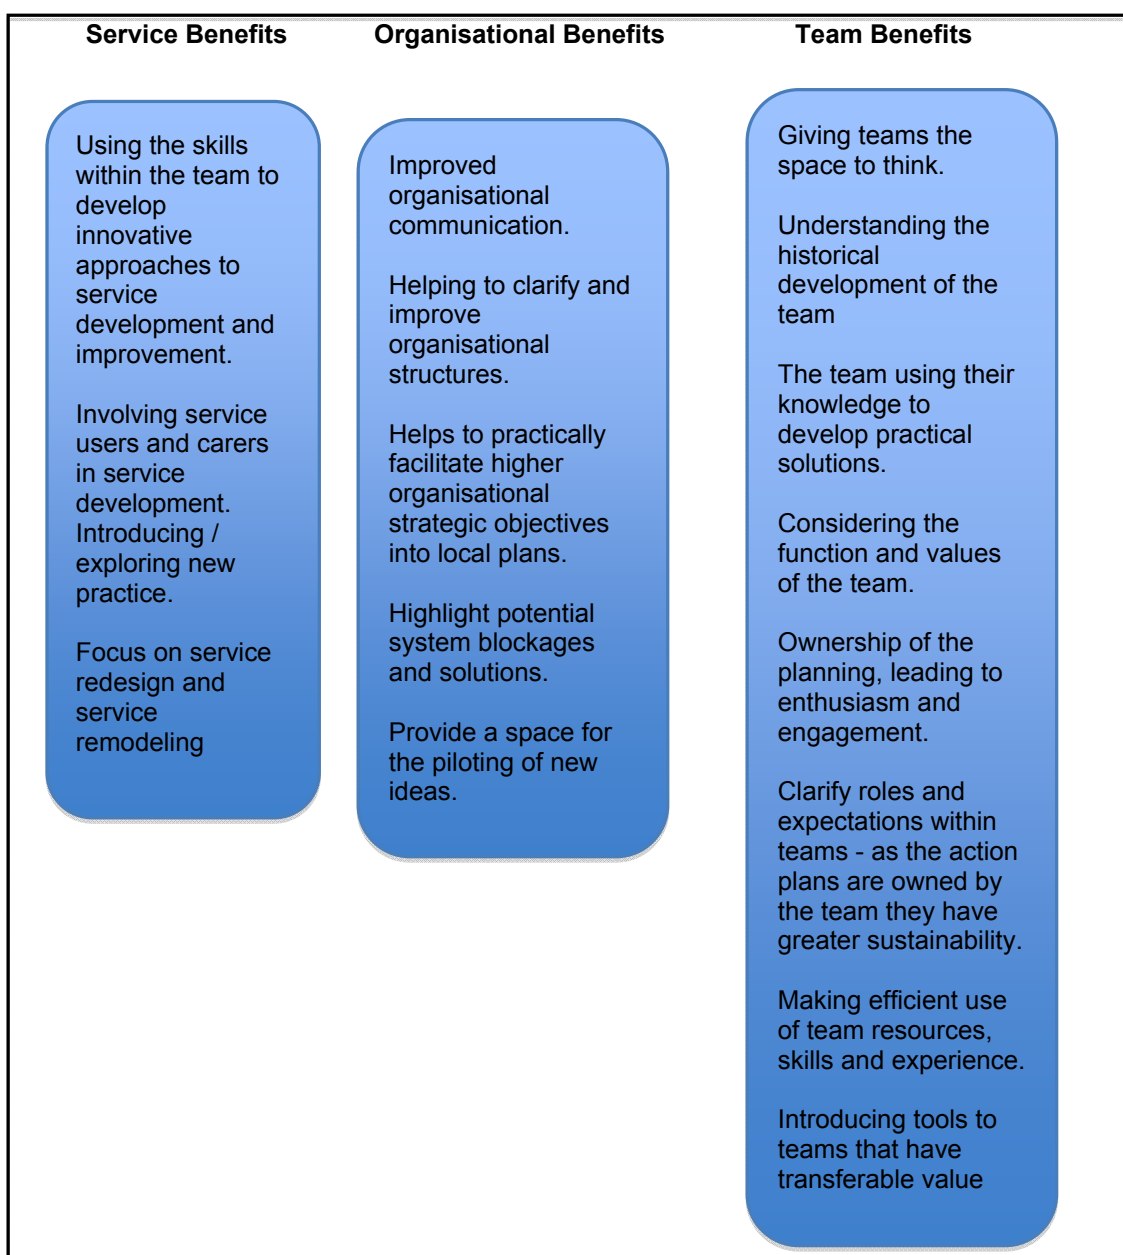 Service Benefits
Organisational Benefits
Team Benefits
Using the skills
within the team to
develop
innovative
approaches to
service
development and
improvement.
Involving service
users and carers
in service
development.
Introducing /
exploring new
practice.
Focus on service
redesign and
service
remodeling
Improved
organisational
communication.
Helping to clarify and
improve
organisational
structures.
Helps to practically
facilitate higher
organisational
strategic objectives
into local plans.
Highlight potential
system blockages
and solutions.
Provide a space for
the piloting of new
ideas.
Giving teams the
space to think.
Understanding the
historical
development of the
team
The team using their
knowledge to
develop practical
solutions.
Considering the
function and values
of the team.
Ownership of the
planning, leading to
enthusiasm and
engagement.
Clarify roles and
expectations within
teams - as the action
plans are owned by
the team they have
greater sustainability.
Making efficient use
of team resources,
skills and experience.
Introducing tools to
teams that have
transferable value